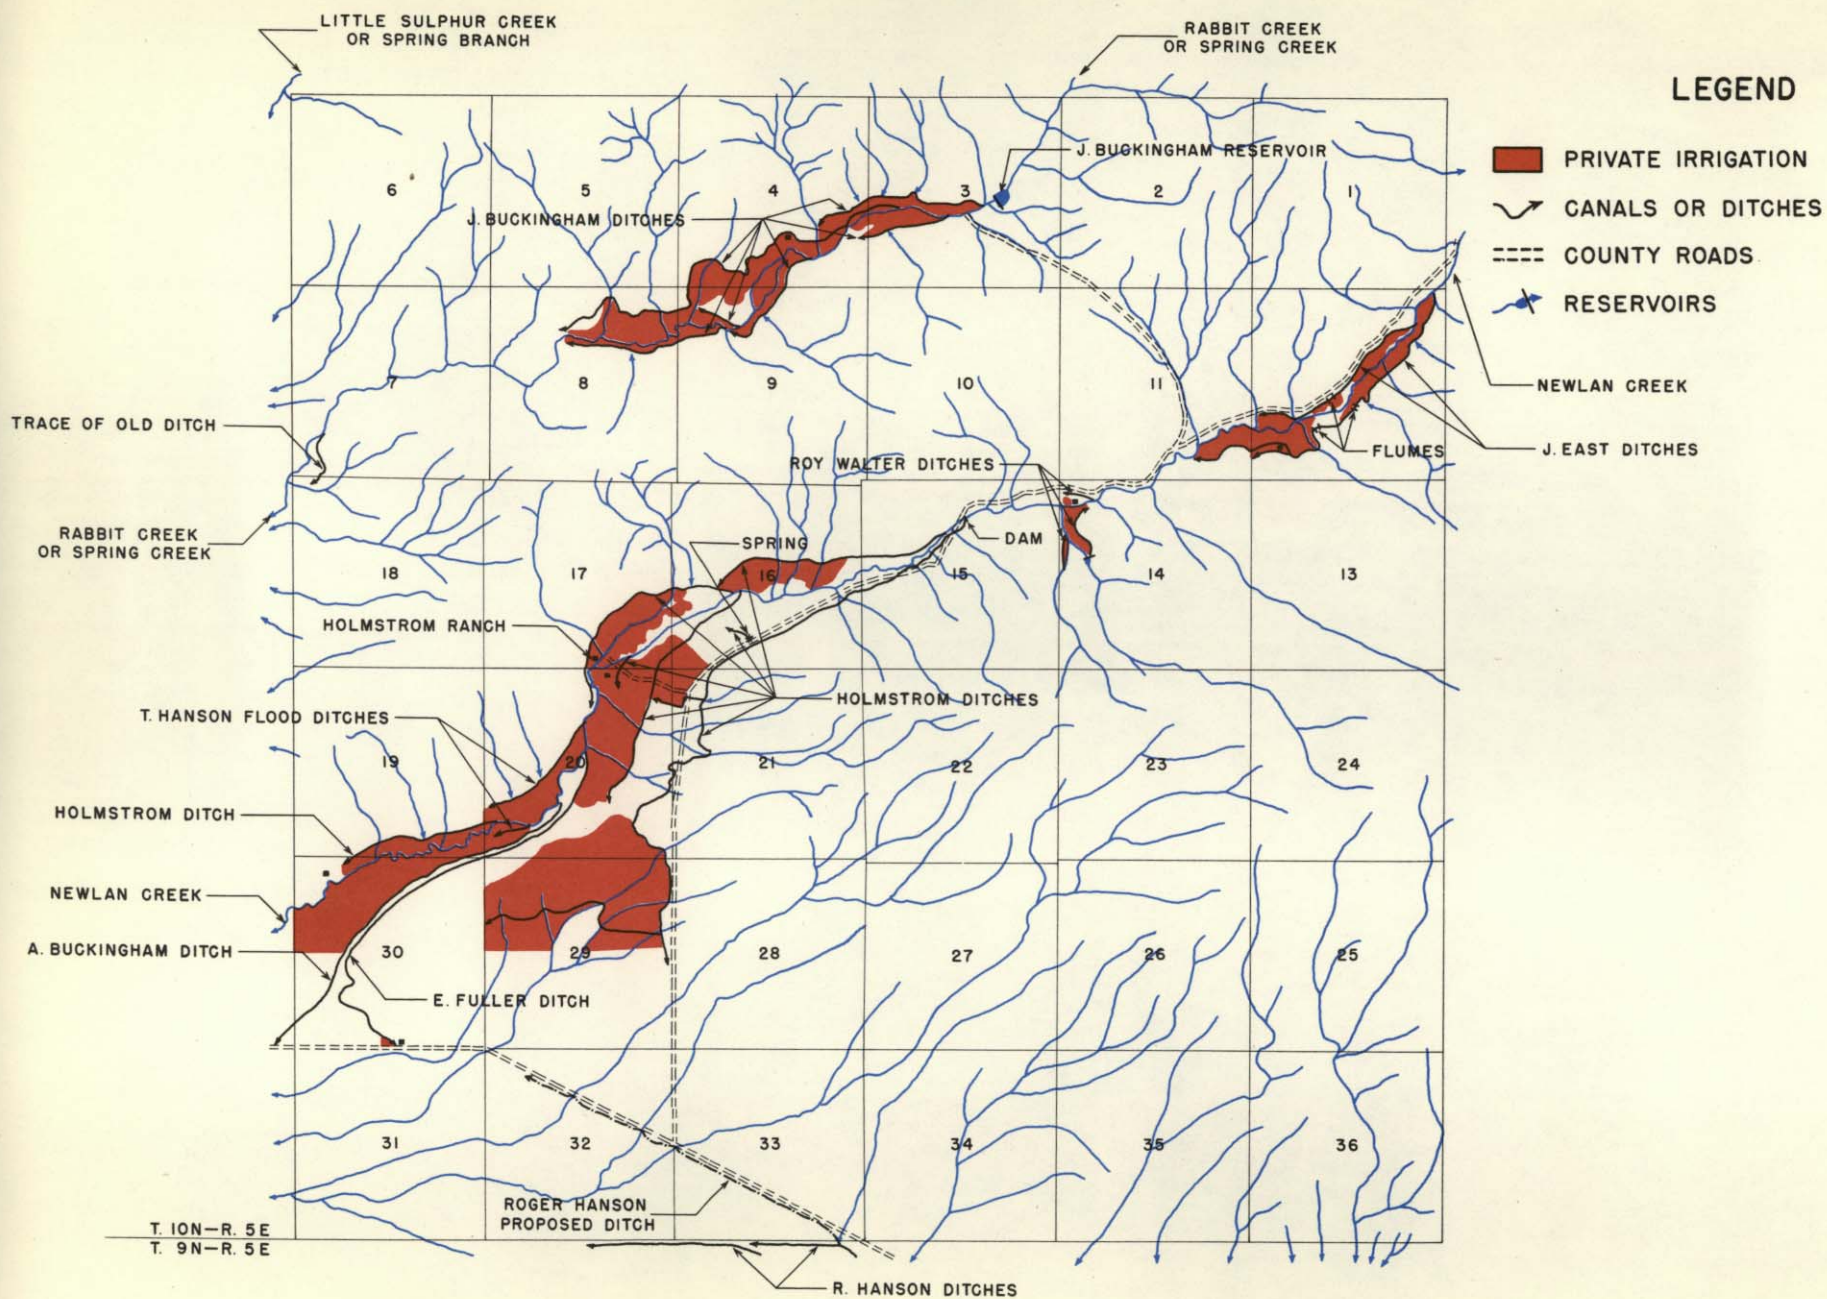 LITTLE SULPHUR CREEK
OR SPRING BRANCH
RABBIT CREEK
OR SPRING CREEK
LEGEND
PRIVATE IRRIGATION
CANALS OR DITCHES
COUNTY ROADS
RESERVOIRS
J. BUCKINGHAM RESERVOIR
6
5
4
3
2
1
J. BUCKINGHAM DITCHES
7
8
9
10
11
NEWLAN CREEK
TRACE OF OLD DITCH
FLUMES
J. EAST DITCHES
ROY WALTER DITCHES
RABBIT CREEK
OR SPRING CREEK
SPRING
DAM
18
17
16
15
14
13
HOLMSTROM RANCH
HOLMSTROM DITCHES
T. HANSON FLOOD DITCHES
19
20
21
22
23
24
HOLMSTROM DITCH
NEWLAN CREEK
A. BUCKINGHAM DITCH
30
29
28
27
26
25
E. FULLER DITCH
31
32
33
34
35
36
ROGER HANSON
PROPOSED DITCH
T. 10N-R. 5E
T. 9N-R. 5E
R. HANSON DITCHES